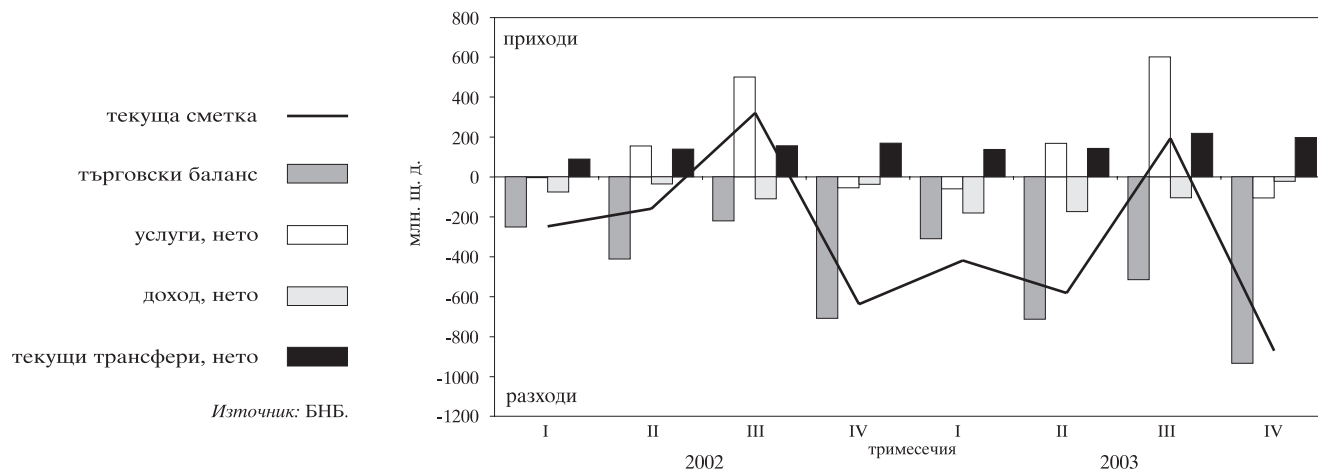 текуща сметка
търговски баланс
услуги, нето
доход, нето
текущи трансфери, нето
Източник: БНБ.
млн. щ. д.
800
600
400
200
0
-200
-400
-600
-800
-1000
-1200
приходи
разходи
I II III IV I II III IV
тримесечия
2002 2003